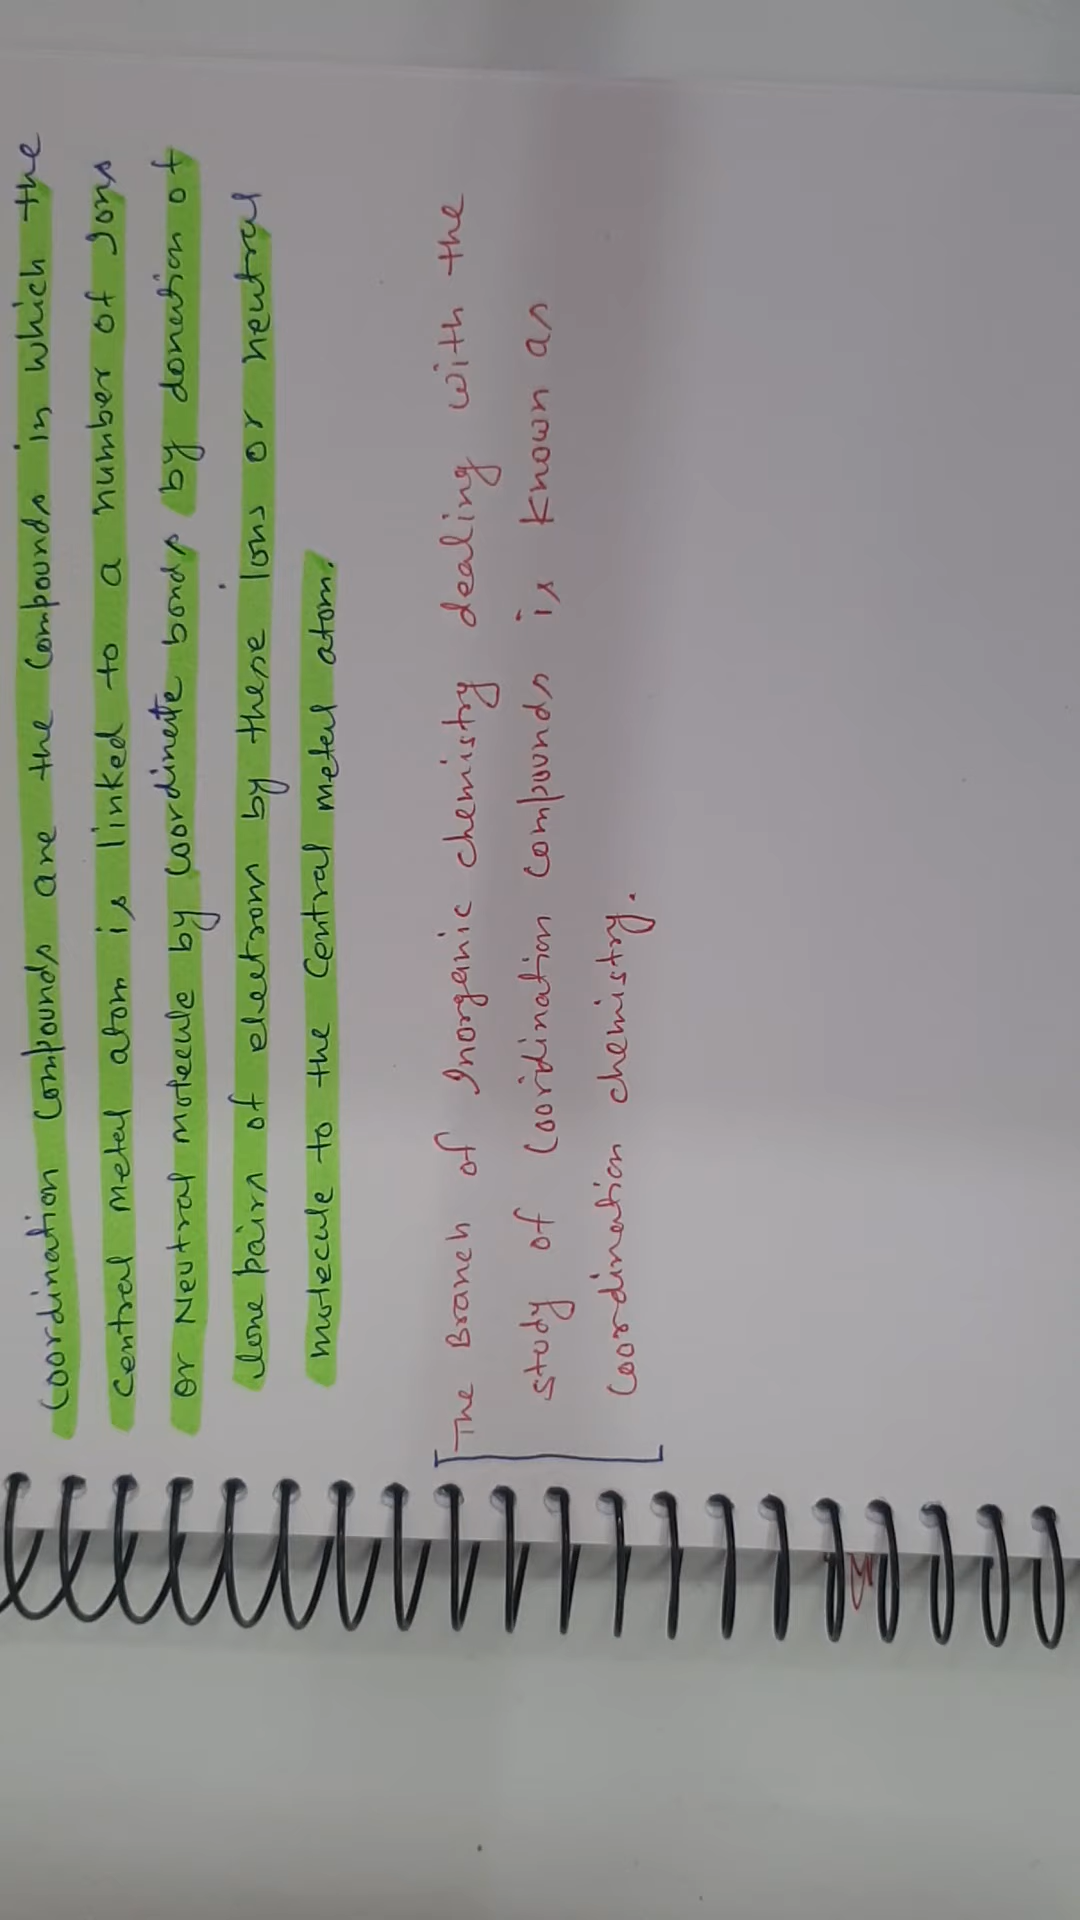 Coordination Compounds are the Compounds in which the
central metal atom is linked to a number of Ions
or Neutral molecule by Coordinate bonds by donation of
lone pairs of electrons by these Ions or neutral
molecule to the Central metal atom.
The Branch of Inorganic chemistry dealing with the
study of Coordination Compounds is known as
Coordination chemistry.